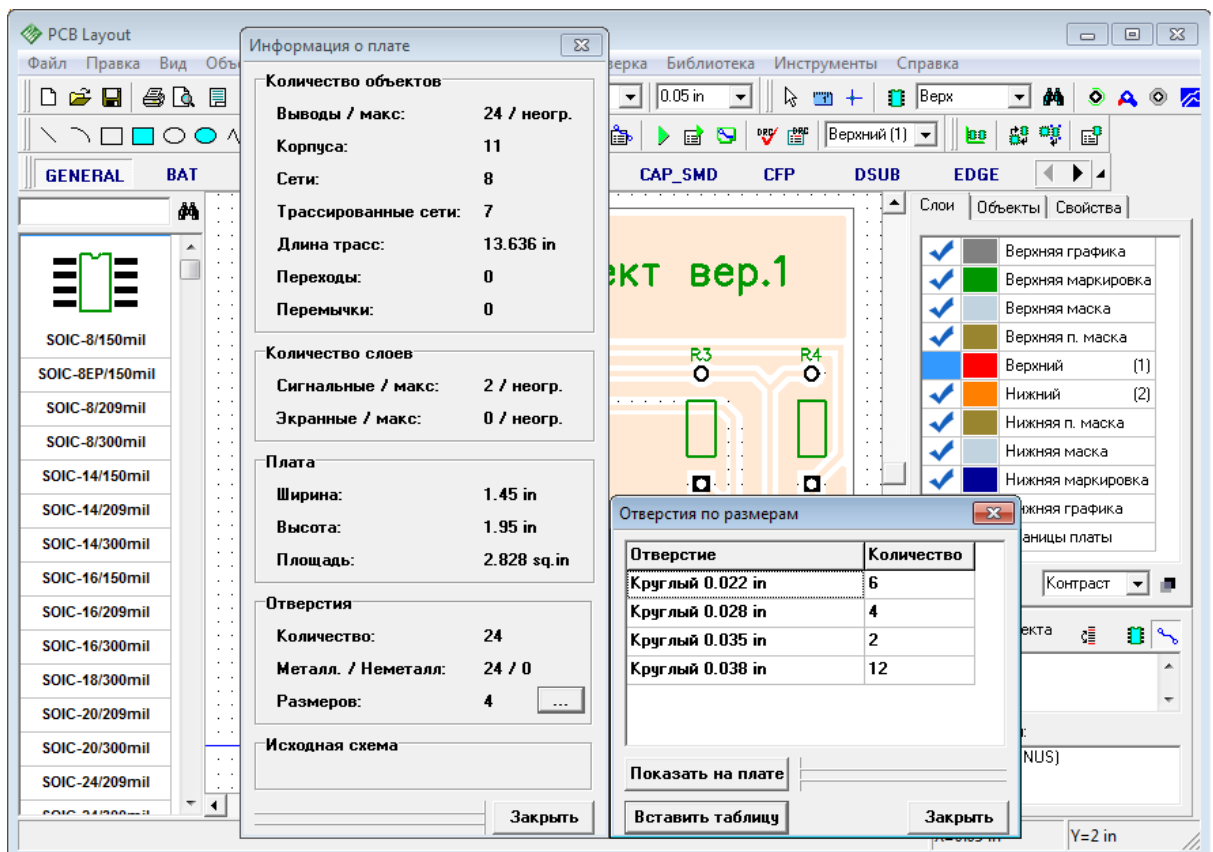 PCB Layout
Файл Правка Вид Объ
ерка Библиотека Инструменты Справка
0.05 in
Верх
Верхний (1)
GENERAL BAT
CAP_SMD CFP DSUB EDGE
SOIC-8/150mil
SOIC-8EP/150mil
SOIC-8/209mil
SOIC-8/300mil
SOIC-14/150mil
SOIC-14/209mil
SOIC-14/300mil
SOIC-16/150mil
SOIC-16/209mil
SOIC-16/300mil
SOIC-18/300mil
SOIC-20/209mil
SOIC-20/300mil
SOIC-24/209mil
Информация о плате
Количество объектов
Выводы / макс: 24 / неогр.
Корпуса: 11
Сети: 8
Трассированные сети: 7
Длина трасс: 13.636 in
Переходы: 0
Перемычки: 0
Количество слоев
Сигнальные / макс: 2 / неогр.
Экранные / макс: 0 / неогр.
Плата
Ширина: 1.45 in
Высота: 1.95 in
Площадь: 2.828 sq.in
Отверстия
Количество: 24
Металл. / Неметалл: 24 / 0
Размеров: 4 ...
Исходная схема
Закрыть
ект вер.1
R3 R4
Слои Объекты Свойства
Верхняя графика
Верхняя маркировка
Верхняя маска
Верхняя п. маска
Верхний (1)
Нижний (2)
Нижняя п. маска
Нижняя маска
Нижняя маркировка
жняя графика
аницы платы
Контраст
екта
NUS)
Отверстия по размерам
Отверстие Количество
Круглый 0.022 in 6
Круглый 0.028 in 4
Круглый 0.035 in 2
Круглый 0.038 in 12
Показать на плате
Вставить таблицу Закрыть
Y=2 in